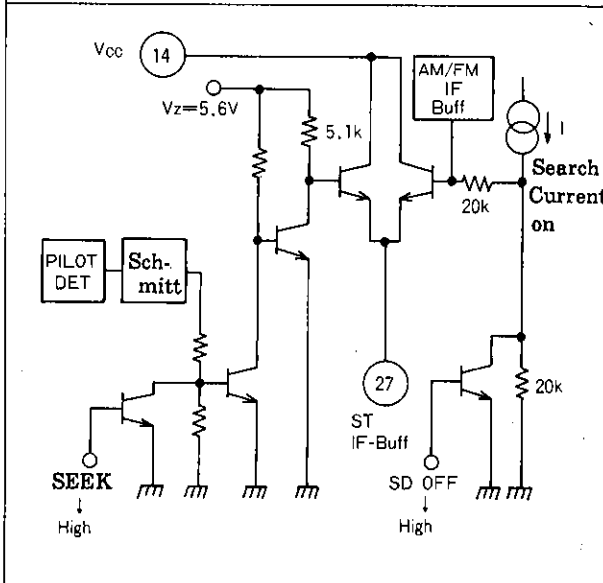 Vcc 14
Vz=5.6V
5.1k
AM/FM
IF
Buff
I
Search
Current
on
20k
PILOT
DET
Sch-
mitt
27
ST
IF-Buff
20k
SEEK
High
SD OFF
High